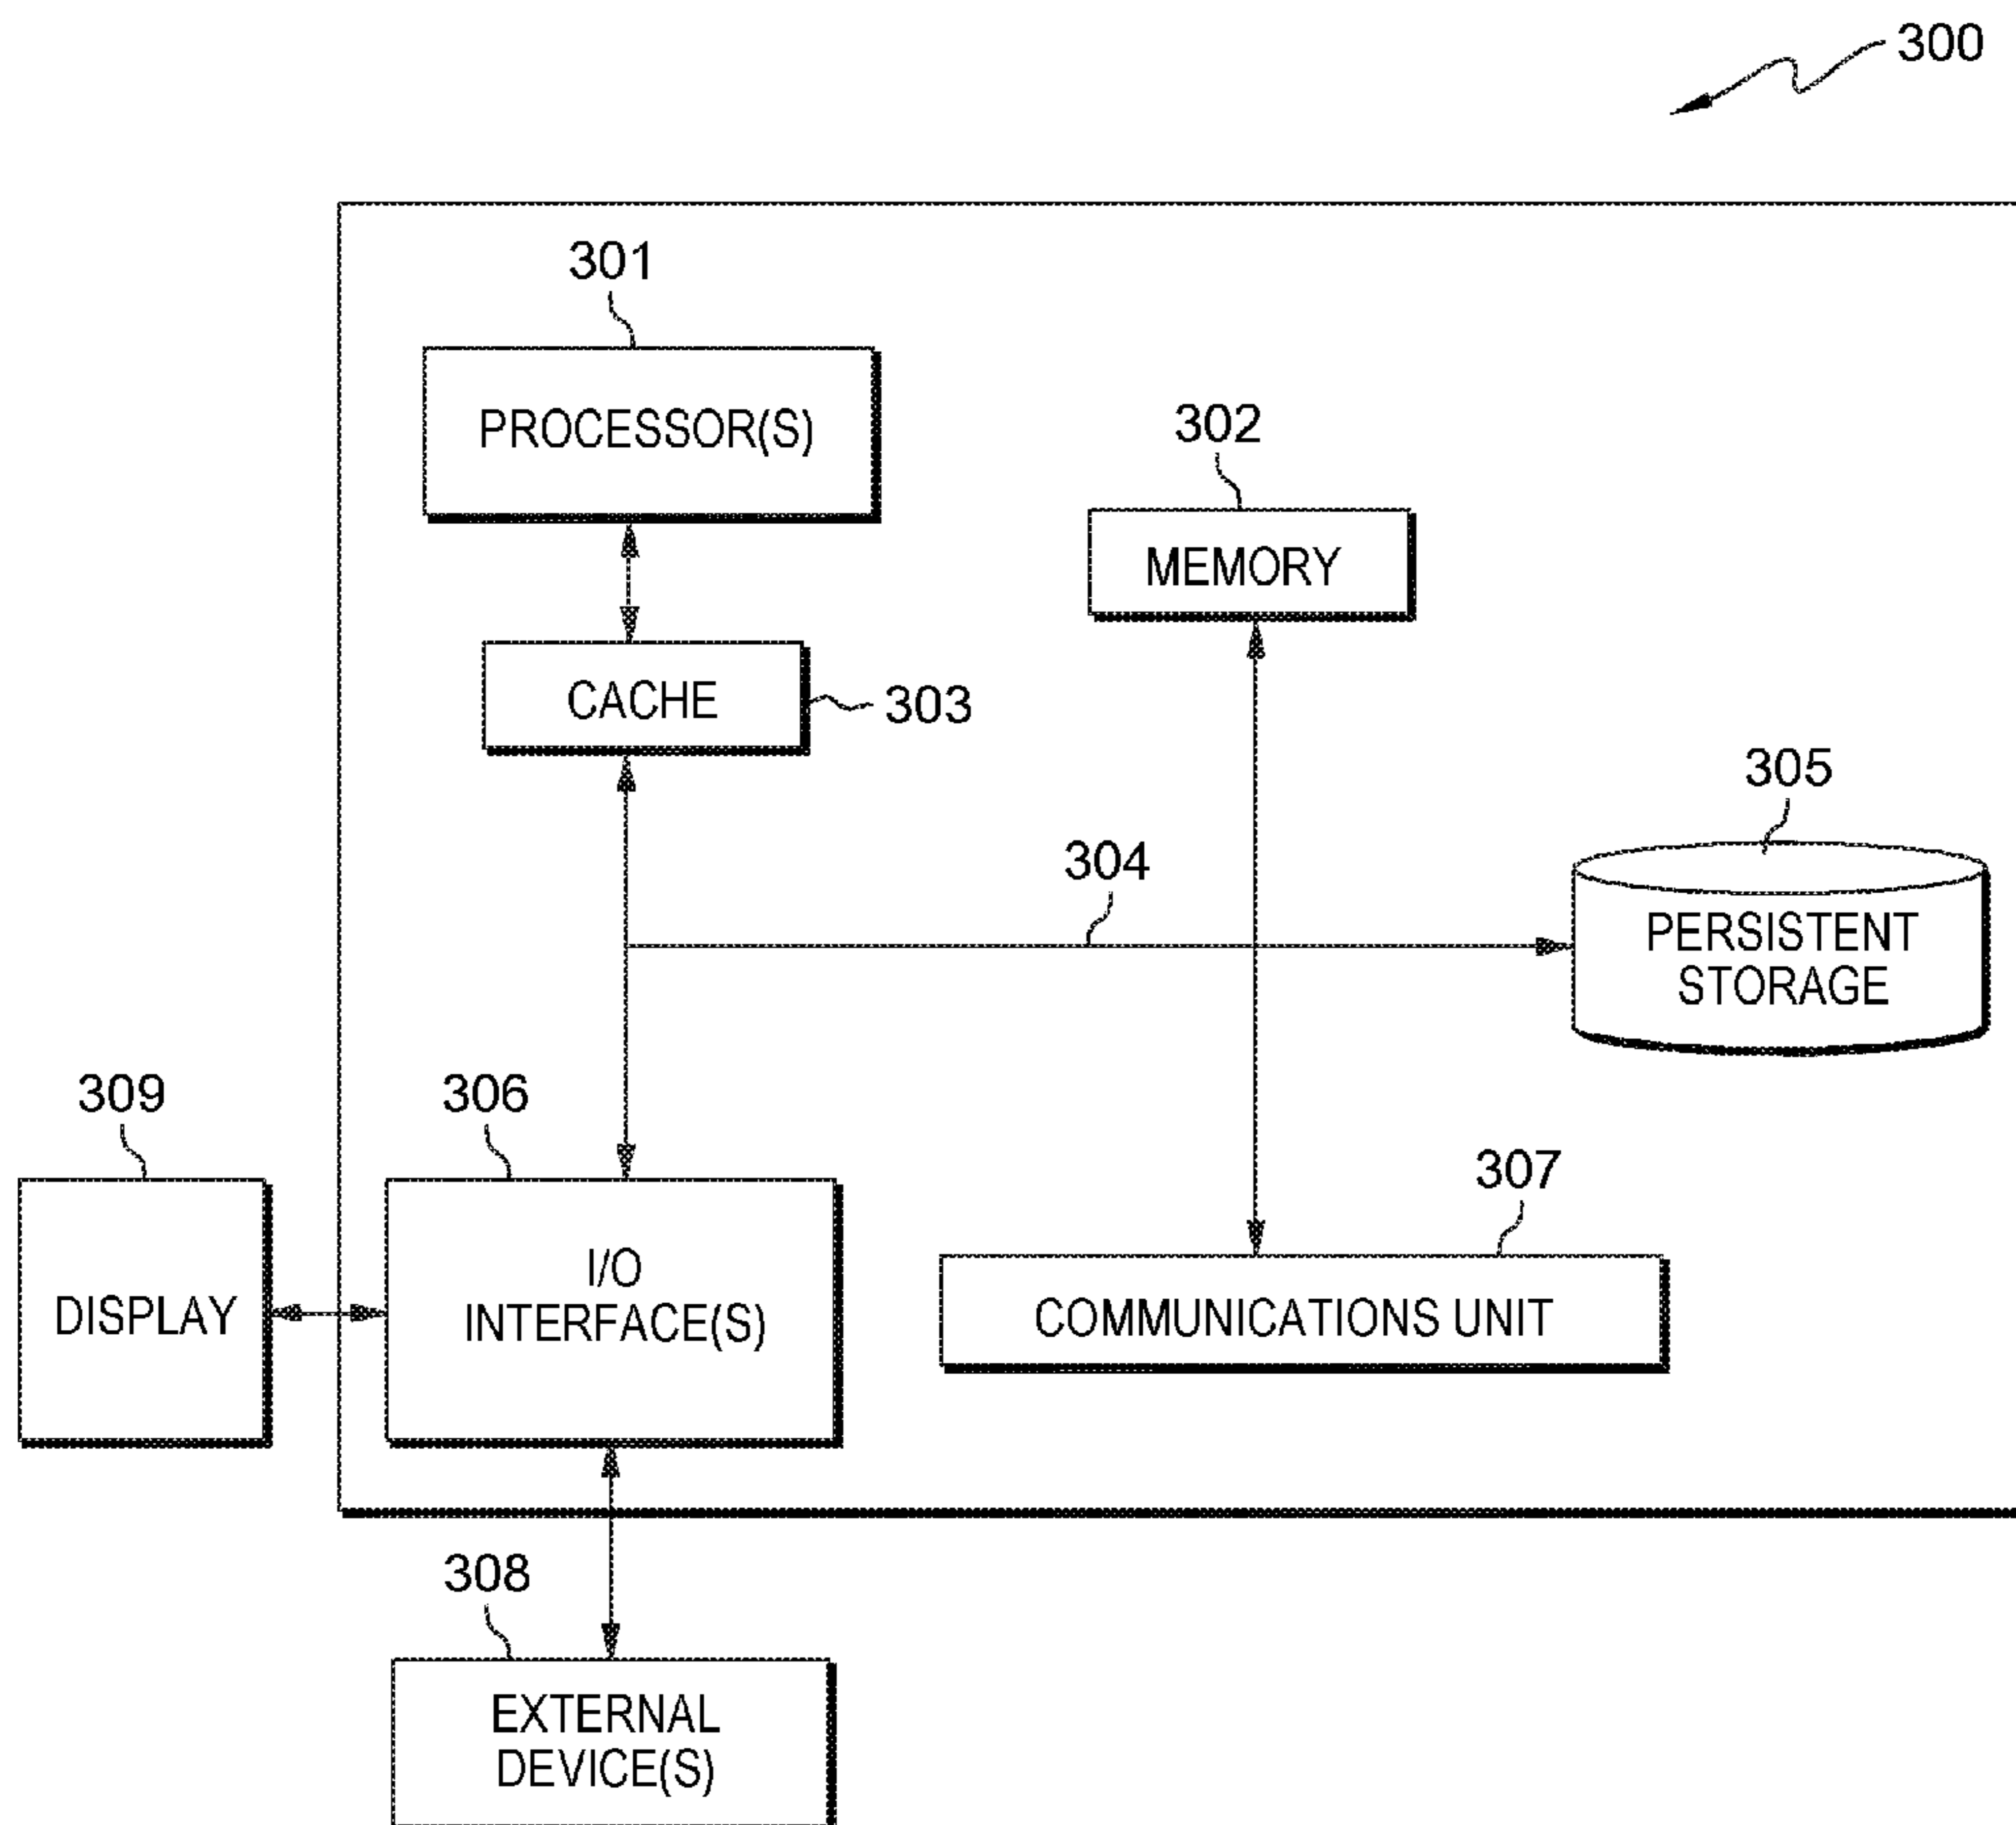 300
301
PROCESSOR(S)
302
MEMORY
CACHE
303
305
304
PERSISTENT
STORAGE
309
306
307
I/O
INTERFACE(S)
DISPLAY
COMMUNICATIONS UNIT
308
EXTERNAL
DEVICE(S)